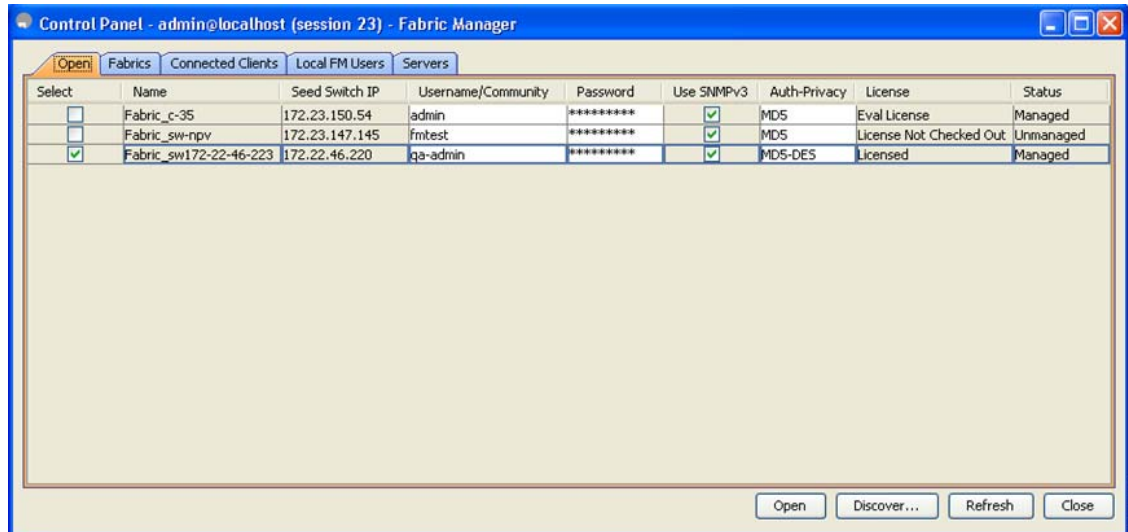 Control Panel - admin@localhost (session 23) - Fabric Manager
Open Fabrics Connected Clients Local FM Users Servers
Select Name Seed Switch IP Username/Community Password Use SNMPv3 Auth-Privacy License Status
Fabric_c-35 172.23.150.54 admin ********* MD5 Eval License Managed
Fabric_sw-npv 172.23.147.145 fmtest ********* MD5 License Not Checked Out Unmanaged
Fabric_sw172-22-46-223 172.22.46.220 qa-admin ********* MD5-DES Licensed Managed
Open Discover... Refresh Close